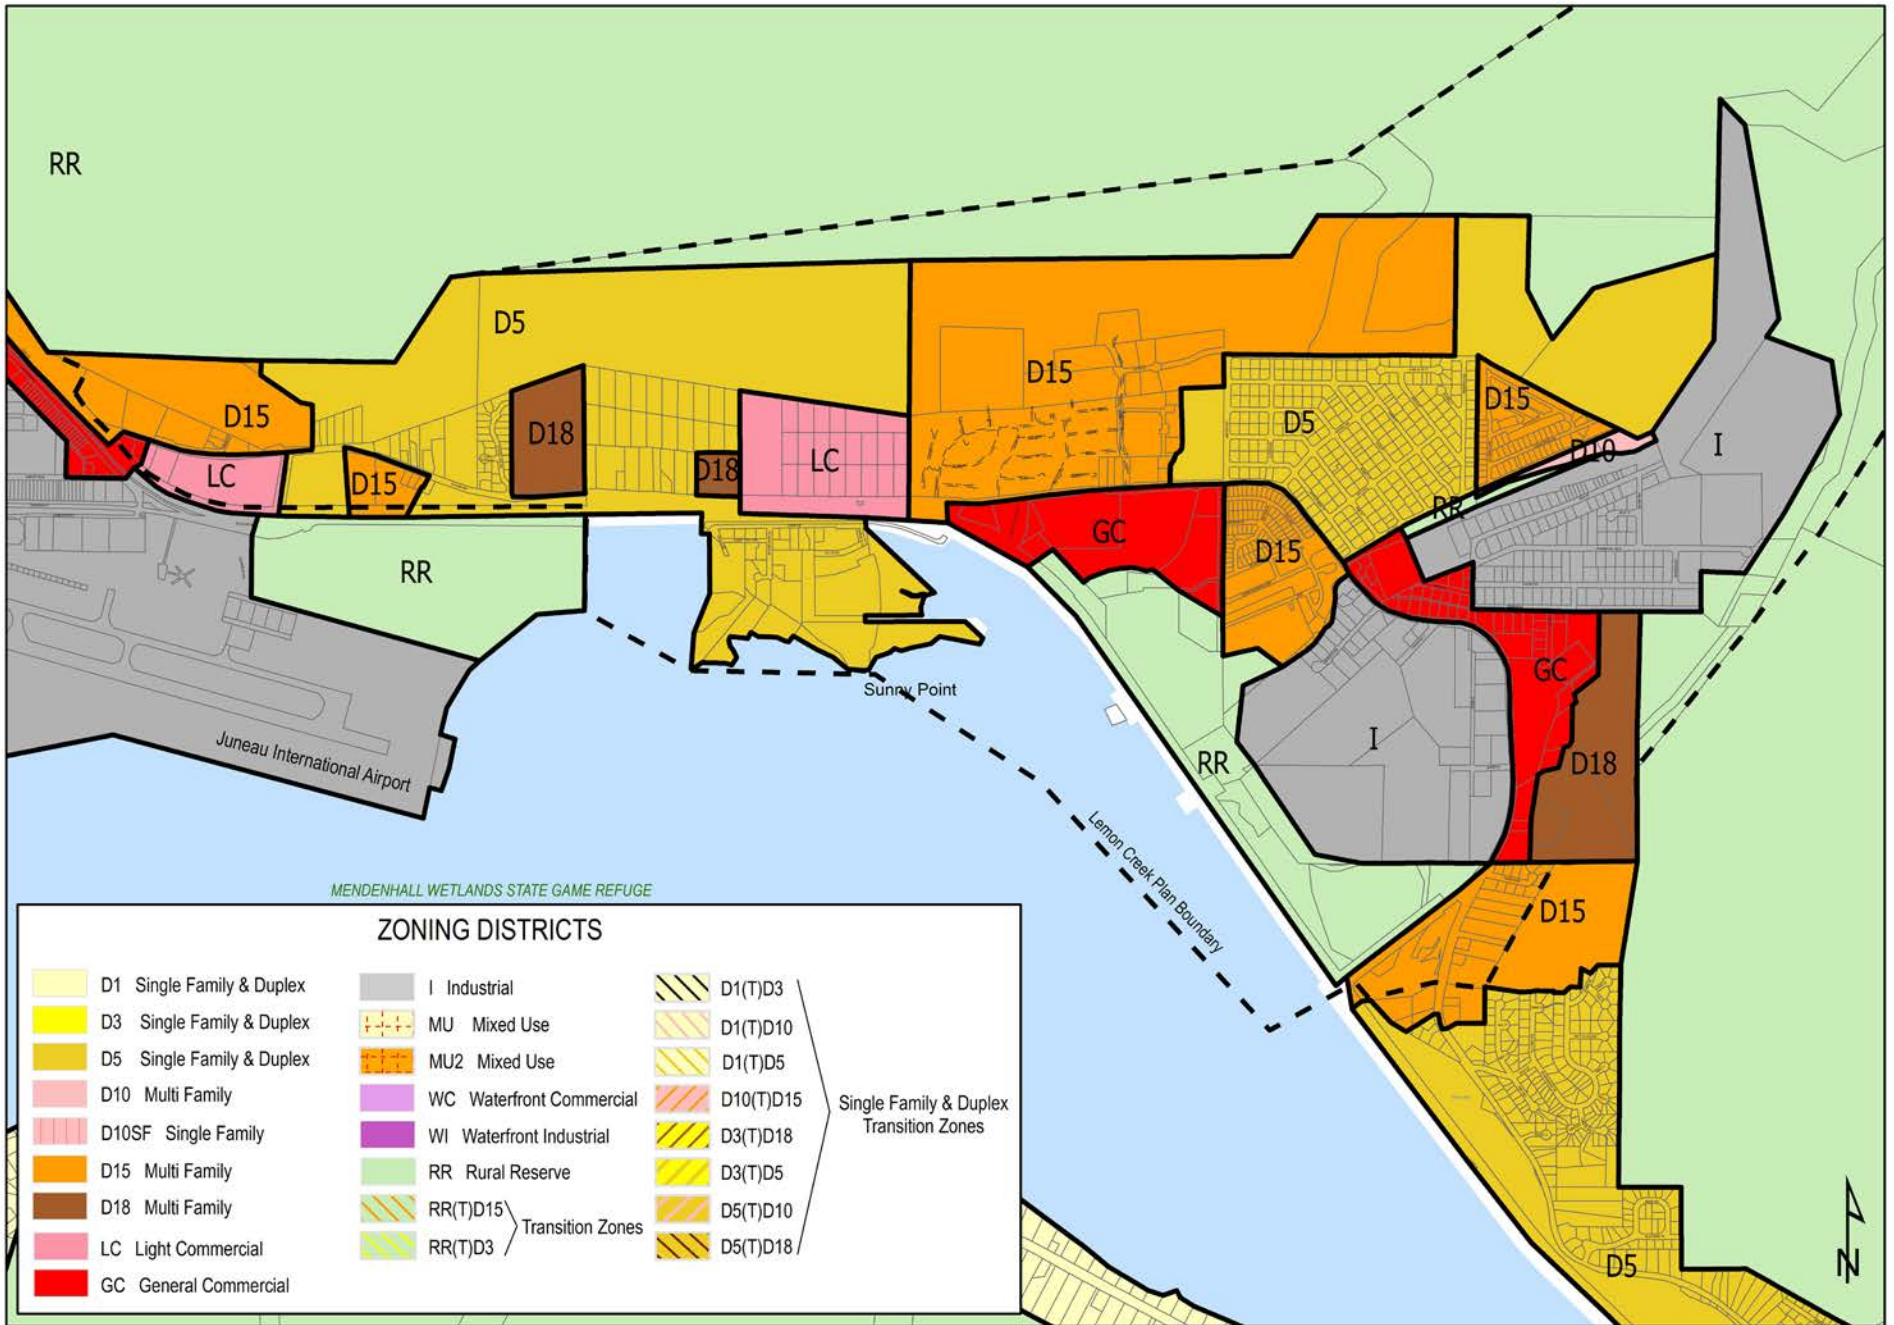 RR
D5
D15
D15
D18
LC
D15
D18
LC
D15
D5
D15
D10
I
RR
RR
GC
D15
Sunny Point
GC
I
RR
D18
Juneau International Airport
Lemon Creek Plan Boundary
MENDENHALL WETLANDS STATE GAME REFUGE
D15
D5
N
ZONING DISTRICTS
D1 Single Family & Duplex
D3 Single Family & Duplex
D5 Single Family & Duplex
D10 Multi Family
D10SF Single Family
D15 Multi Family
D18 Multi Family
LC Light Commercial
GC General Commercial
I Industrial
MU Mixed Use
MU2 Mixed Use
WC Waterfront Commercial
WI Waterfront Industrial
RR Rural Reserve
RR(T)D15
RR(T)D3
Transition Zones
D1(T)D3
D1(T)D10
D1(T)D5
D10(T)D15
D3(T)D18
D3(T)D5
D5(T)D10
D5(T)D18
Single Family & Duplex
Transition Zones